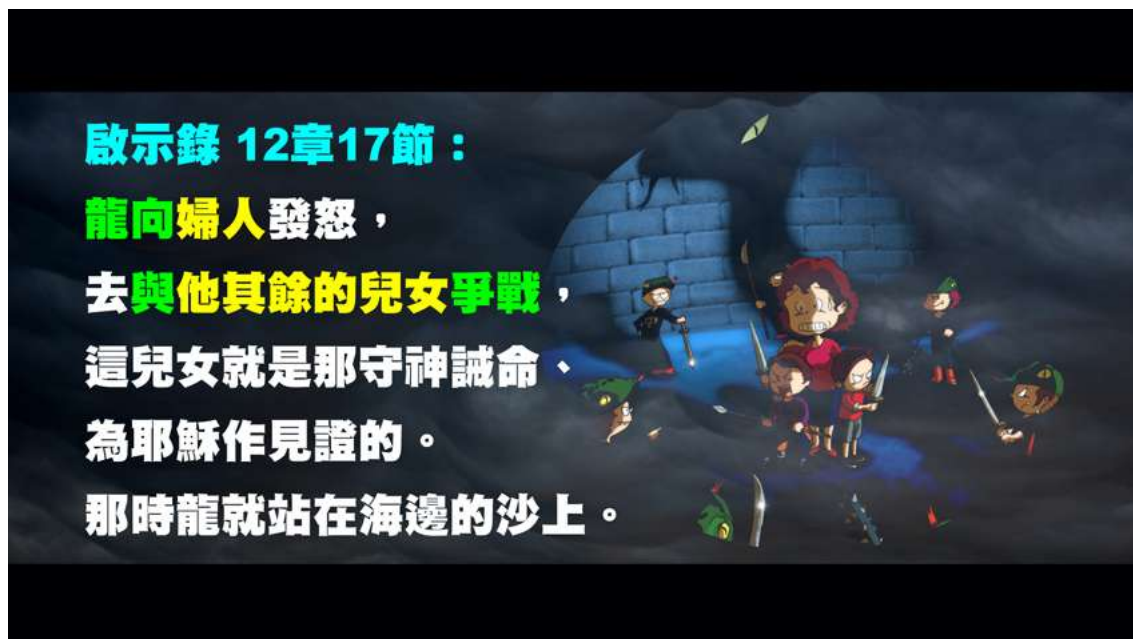 啟示錄 12章17節：
龍向婦人發怒，
去與他其餘的兒女爭戰，
這兒女就是那守神誡命、
為耶穌作見證的。
那時龍就站在海邊的沙上。